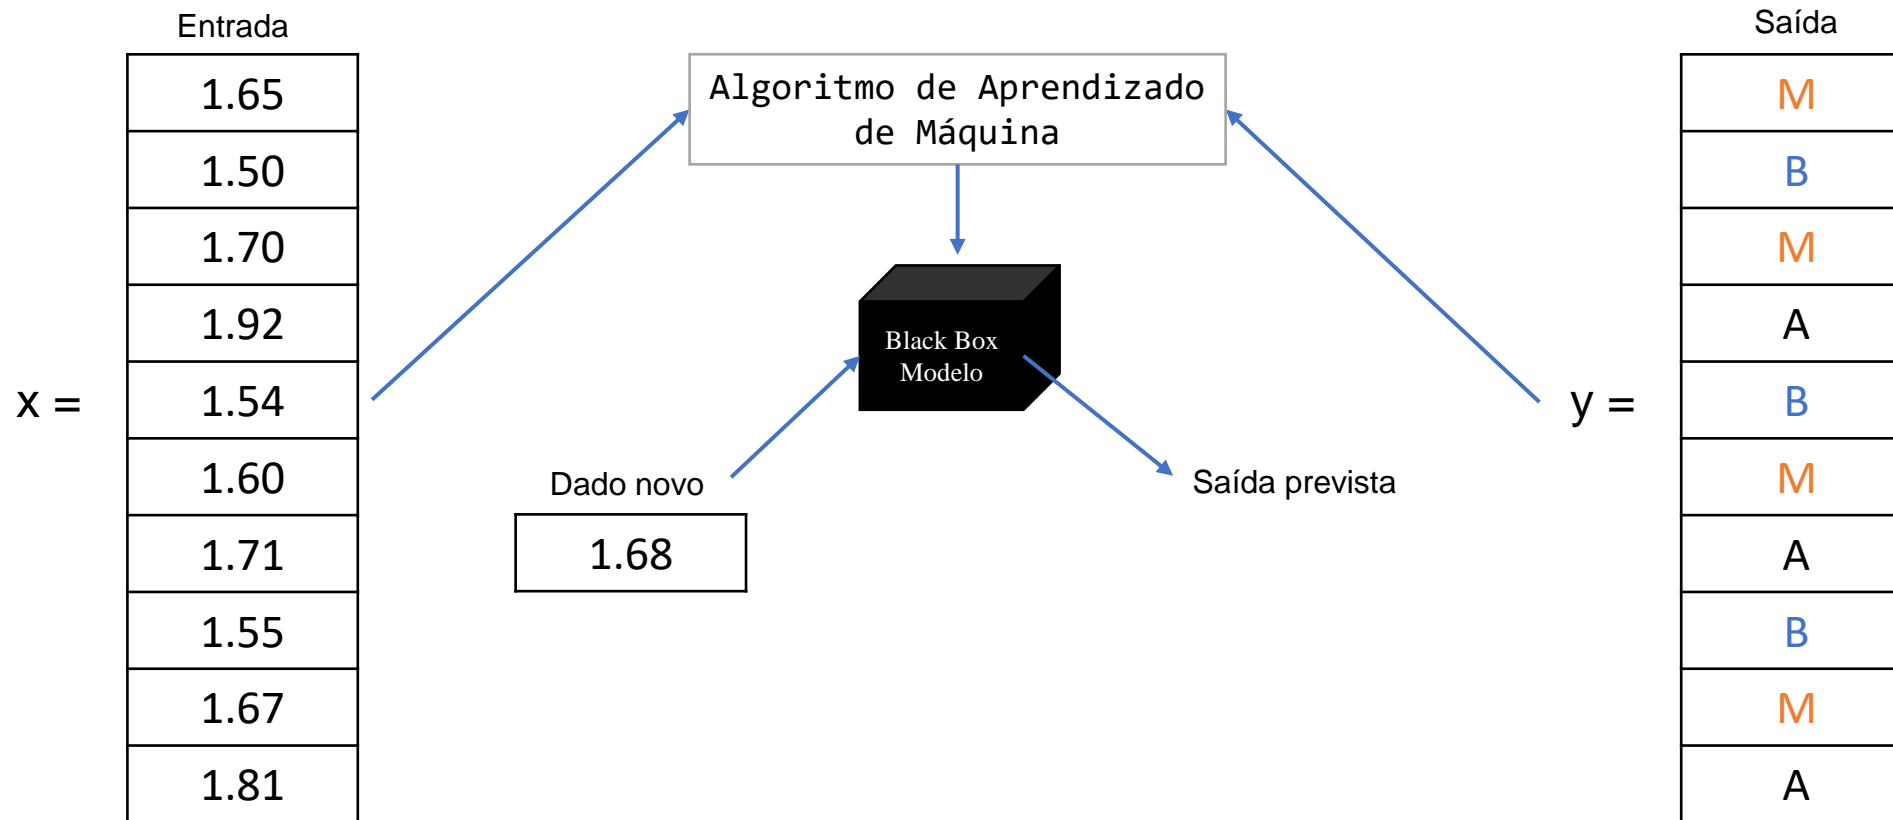 Entrada
Saída
1.65
1.50
1.70
1.92
1.54
1.60
1.71
1.55
1.67
1.81
x =
Algoritmo de Aprendizado
de Máquina
Black Box
Modelo
Dado novo
1.68
Saída prevista
y =
M
B
M
A
B
M
A
B
M
A